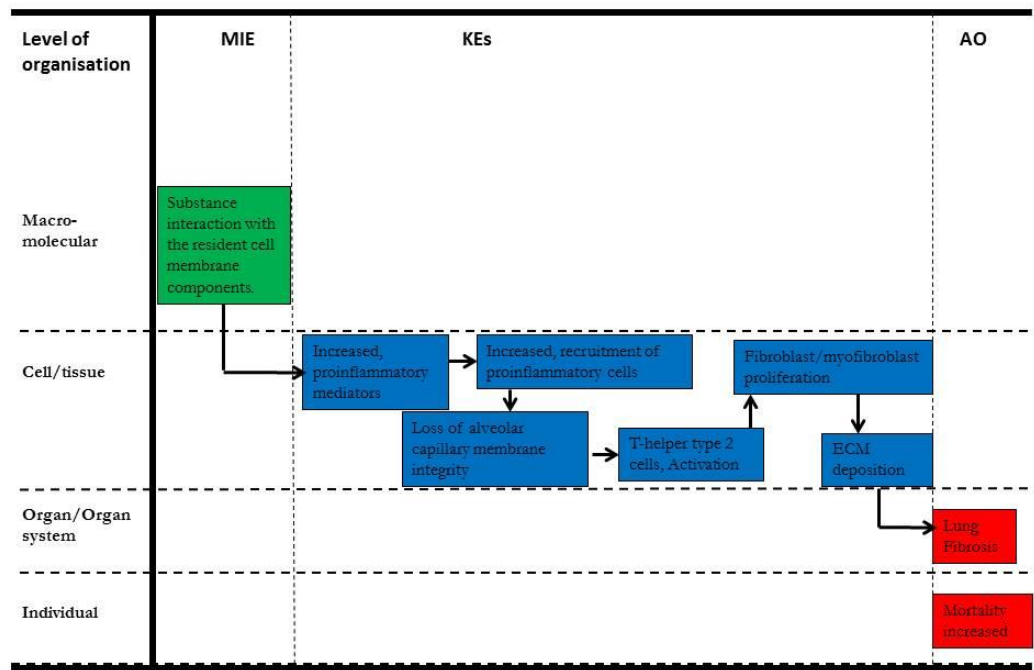 Level of
organisation
MIE
KEs
AO
Macro-
molecular
Substance
interaction with
the resident cell
membrane
components.
Cell/tissue
Increased,
proinflammatory
mediators
Increased, recruitment of
proinflammatory cells
Loss of alveolar
capillary membrane
integrity
T-helper type 2
cells, Activation
Fibroblast/myofibroblast
proliferation
ECM
deposition
Organ/Organ
system
Lung
Fibrosis
Individual
Mortality
increased